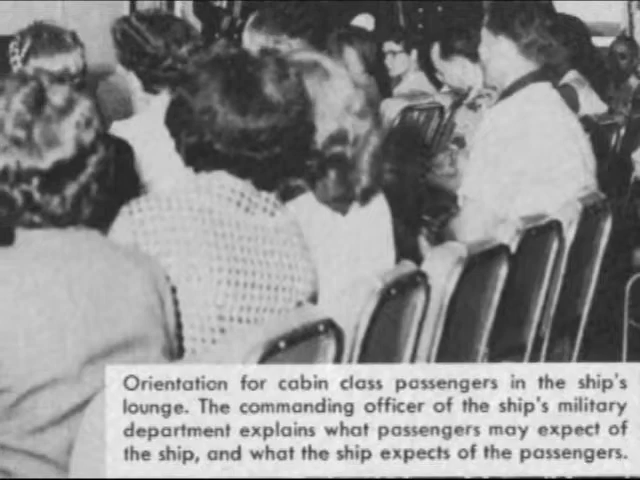 Orientation for cabin class passengers in the ship's
lounge. The commanding officer of the ship's military
department explains what passengers may expect of
the ship, and what the ship expects of the passengers.